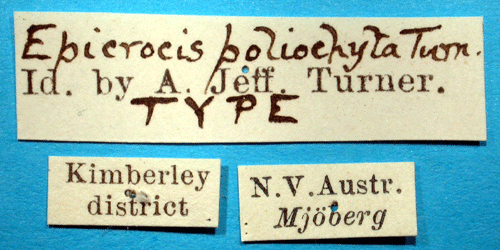 Epicrocis poliochyta Turn.
Id. by A. Jeff. Turner.
TYPE
Kimberley
district
N.V.Austr.
Mjöberg